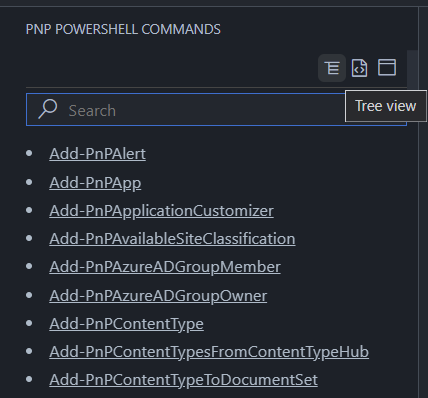 PNP POWERSHELL COMMANDS
Search
Tree view
Add-PnPAlert
Add-PnPApp
Add-PnPApplicationCustomizer
Add-PnPAvailableSiteClassification
Add-PnPAzureADGroupMember
Add-PnPAzureADGroupOwner
Add-PnPContentType
Add-PnPContentTypesFromContentTypeHub
Add-PnPContentTypeToDocumentSet